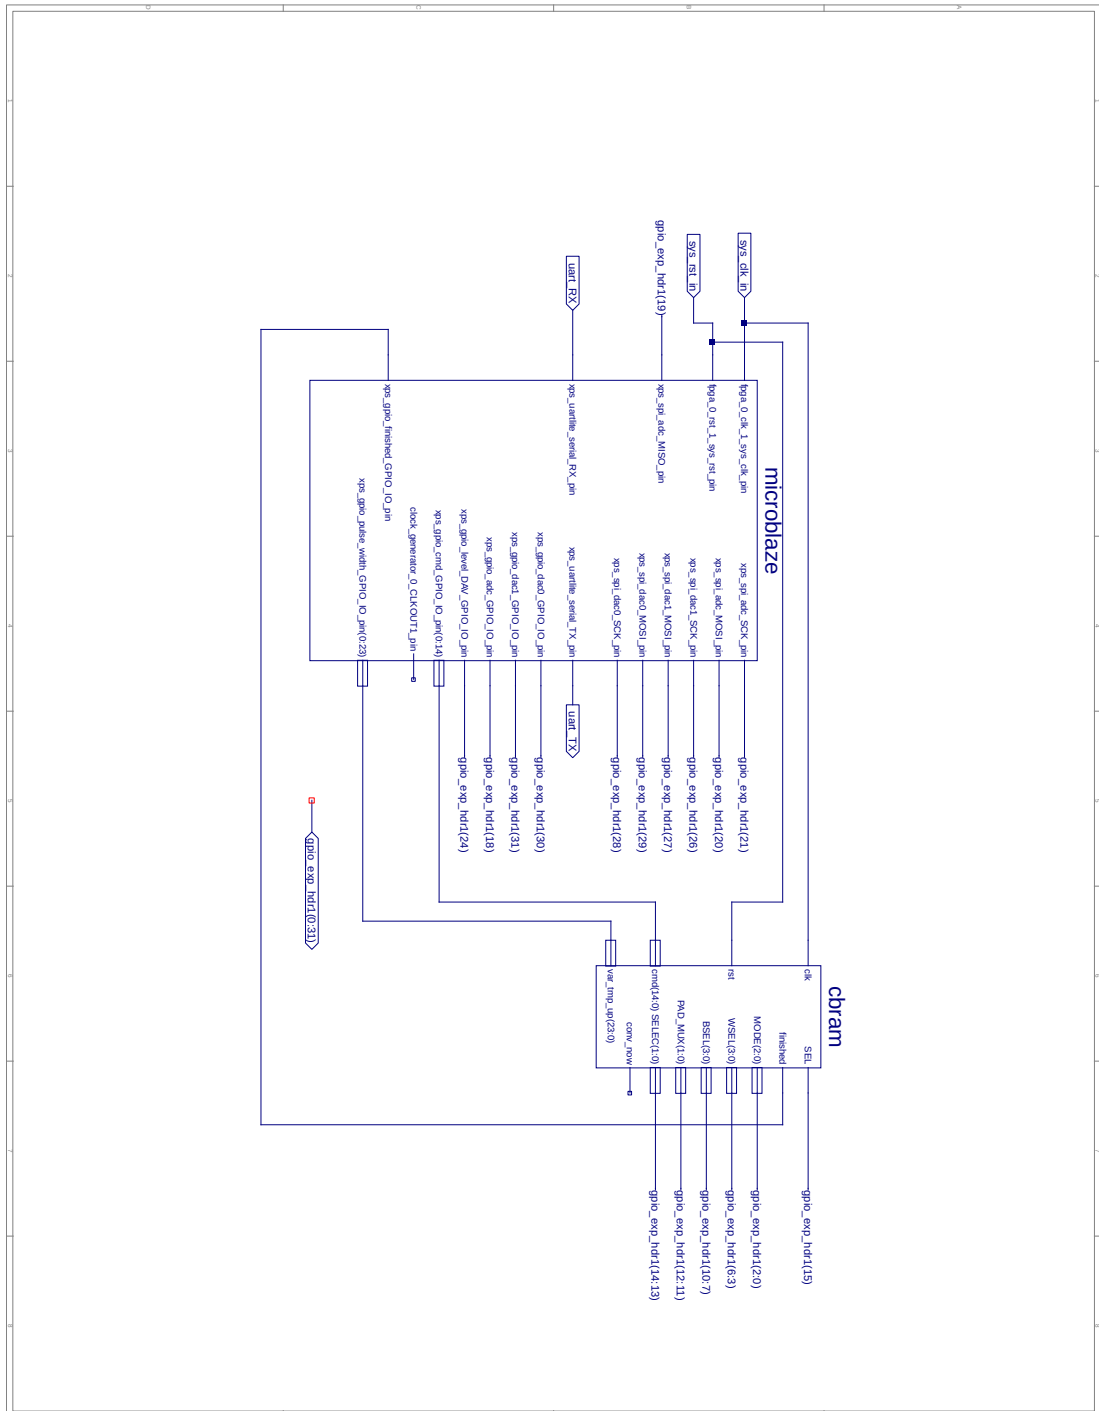 microblaze
sys_clk_in
sys_rst_in
gpio_exp_hdr1(19)
uart_RX
fpga_0_clk_1_sys_clk_pin
fpga_0_rst_1_sys_rst_pin
xps_spi_adc_MISO_pin
xps_uartlite_serial_RX_pin
xps_gpio_finished_GPIO_IO_pin
xps_spi_adc_SCK_pin
xps_spi_adc_MOSI_pin
xps_spi_dac1_SCK_pin
xps_spi_dac1_MOSI_pin
xps_spi_dac0_MOSI_pin
xps_spi_dac0_SCK_pin
xps_uartlite_serial_TX_pin
xps_gpio_dac0_GPIO_IO_pin
xps_gpio_dac1_GPIO_IO_pin
xps_gpio_adc_GPIO_IO_pin
xps_gpio_level_DAV_GPIO_IO_pin
xps_gpio_cmd_GPIO_IO_pin(0:14)
clock_generator_0_CLKOUT1_pin
xps_gpio_pulse_width_GPIO_IO_pin(0:23)
gpio_exp_hdr1(21)
gpio_exp_hdr1(20)
gpio_exp_hdr1(26)
gpio_exp_hdr1(27)
gpio_exp_hdr1(29)
gpio_exp_hdr1(28)
uart_TX
gpio_exp_hdr1(30)
gpio_exp_hdr1(31)
gpio_exp_hdr1(18)
gpio_exp_hdr1(24)
gpio_exp_hdr1(0:31)
cbram
clk
rst
cmd(14:0)
var_tmp_up(23:0)
SEL
finished
MODE(2:0)
WSEL(3:0)
BSEL(3:0)
PAD_MUX(1:0)
SELEC(1:0)
conv_now
gpio_exp_hdr1(15)
gpio_exp_hdr1(2:0)
gpio_exp_hdr1(6:3)
gpio_exp_hdr1(10:7)
gpio_exp_hdr1(12:11)
gpio_exp_hdr1(14:13)